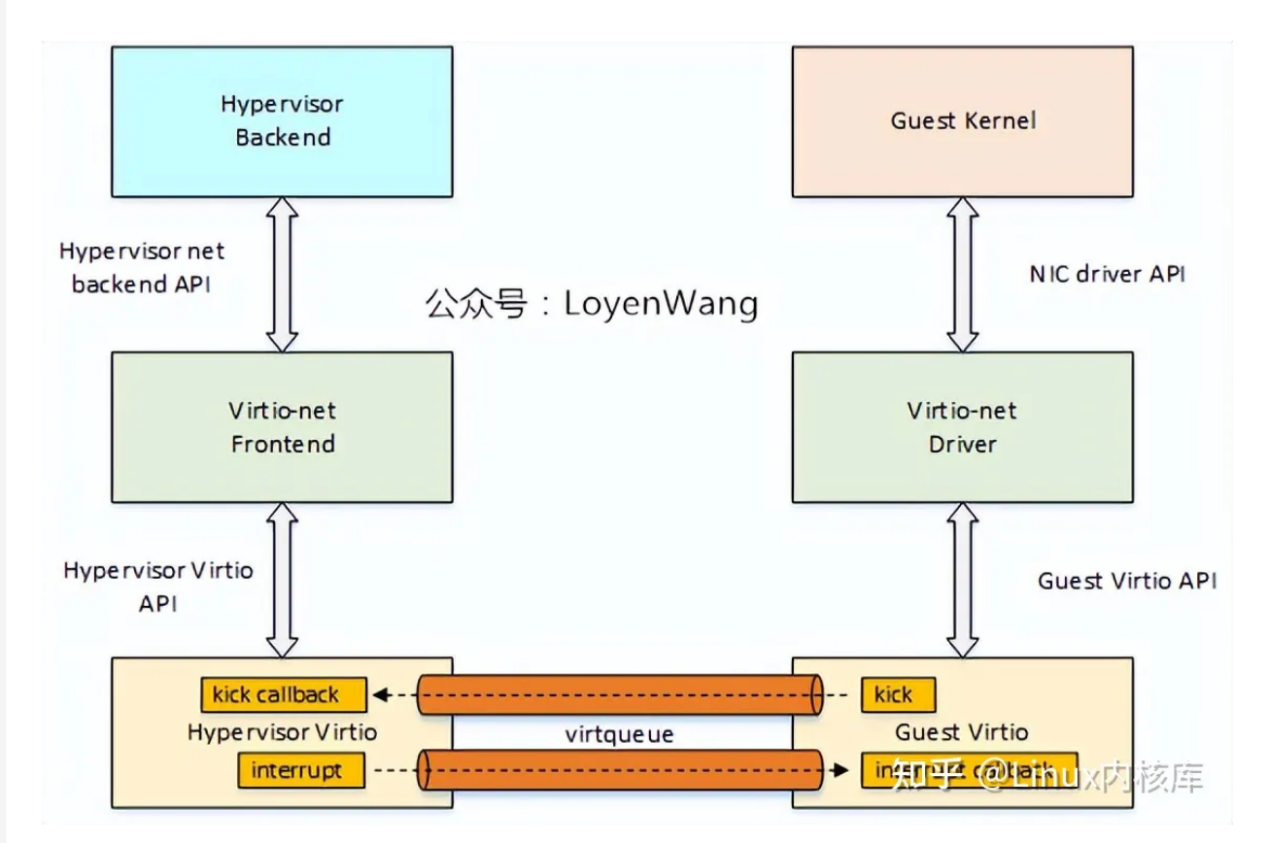 Hypervisor
Backend
Guest Kernel
Hypervisor net
backend API
NIC driver API
公众号：LoyenWang
Virtio-net
Frontend
Virtio-net
Driver
Hypervisor Virtio
API
Guest Virtio API
kick callback
kick
Hypervisor Virtio
virtqueue
Guest Virtio
interrupt
callback
知乎 @Linux内核库